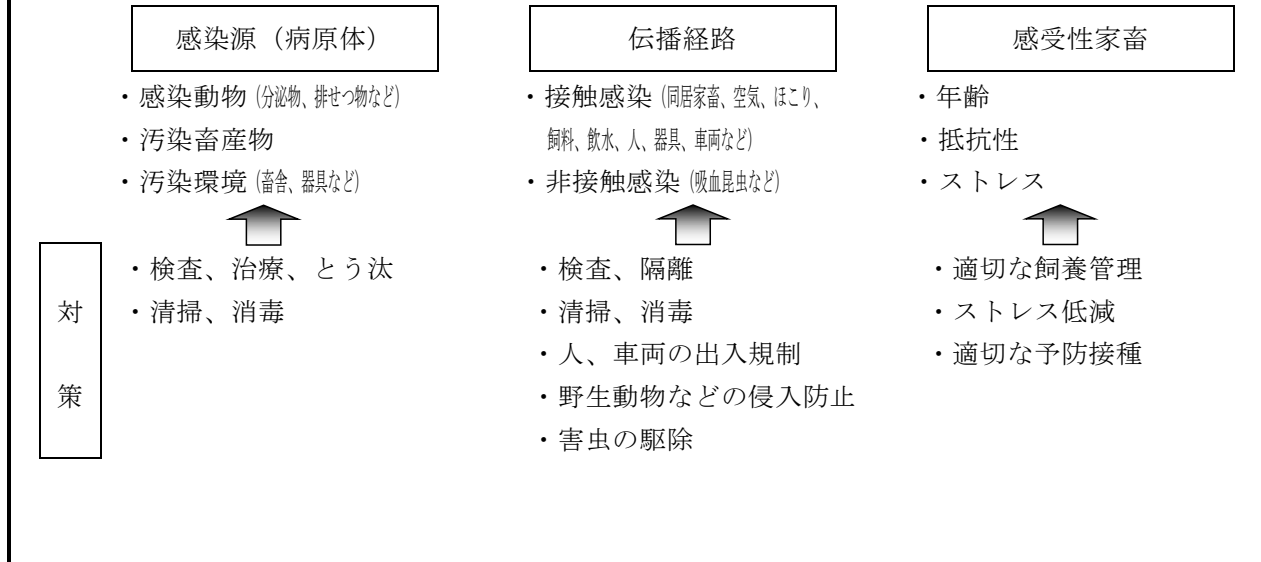 感染源（病原体）
・感染動物（分泌物、排せつ物など）
・汚染畜産物
・汚染環境（畜舎、器具など）
伝播経路
・接触感染（同居家畜、空気、ほこり、
飼料、飲水、人、器具、車両など）
・非接触感染（吸血昆虫など）
感受性家畜
・年齢
・抵抗性
・ストレス
対策
・検査、治療、とう汰
・清掃、消毒
・検査、隔離
・清掃、消毒
・人、車両の出入規制
・野生動物などの侵入防止
・害虫の駆除
・適切な飼養管理
・ストレス低減
・適切な予防接種